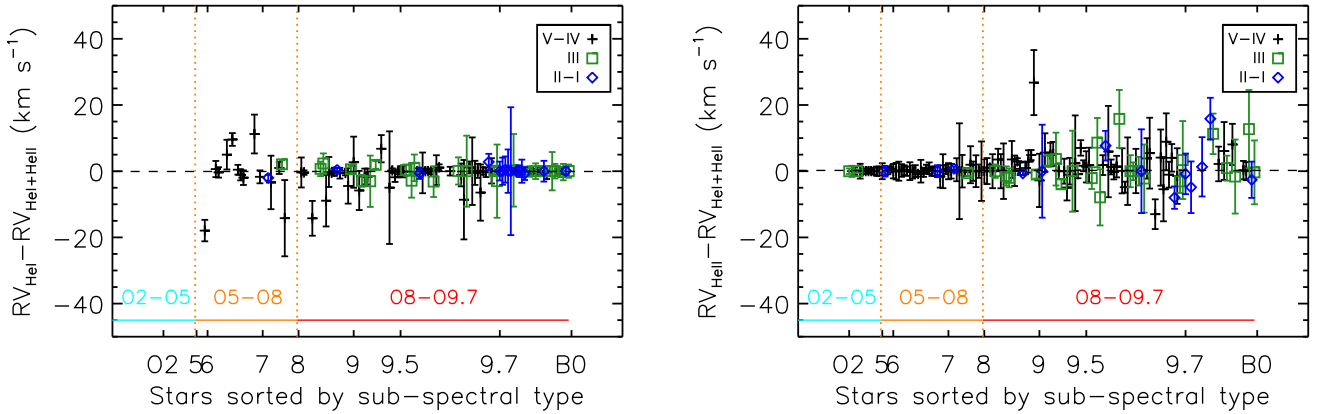 RV_HeI−RV_HeI+HeII (km s⁻¹)
40
20
0
−20
−40
V−IV
III
II−I
O2−O5
O5−O8
O8−O9.7
O2 5 6 7 8 9 9.5 9.7 B0
Stars sorted by sub−spectral type
RV_HeII−RV_HeI+HeII (km s⁻¹)
40
20
0
−20
−40
V−IV
III
II−I
O2−O5
O5−O8
O8−O9.7
O2 5 6 7 8 9 9.5 9.7 B0
Stars sorted by sub−spectral type